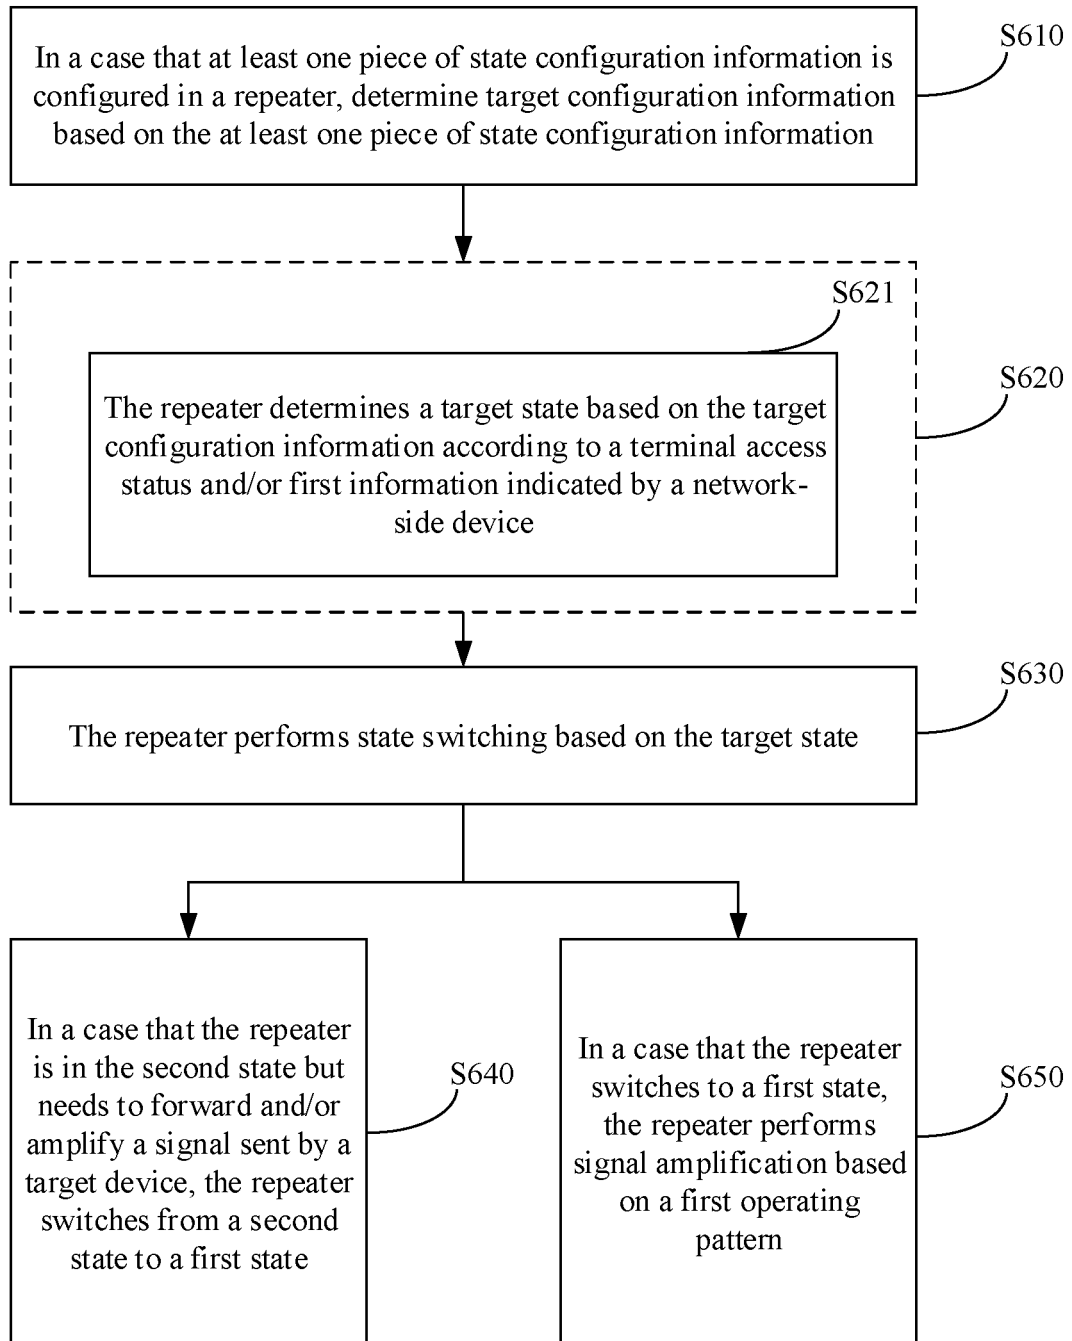 S610
In a case that at least one piece of state configuration information is
configured in a repeater, determine target configuration information
based on the at least one piece of state configuration information
S621
S620
The repeater determines a target state based on the target
configuration information according to a terminal access
status and/or first information indicated by a network-
side device
S630
The repeater performs state switching based on the target state
In a case that the repeater
is in the second state but
needs to forward and/or
amplify a signal sent by a
target device, the repeater
switches from a second
state to a first state
S640
In a case that the repeater
switches to a first state,
the repeater performs
signal amplification based
on a first operating
pattern
S650